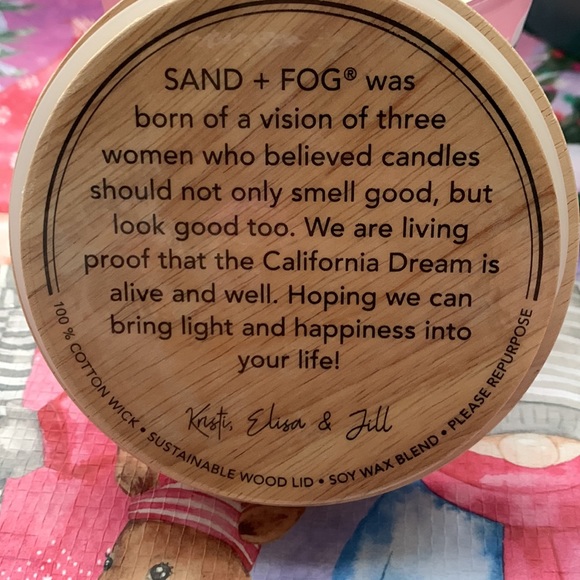 SAND + FOG® was
born of a vision of three
women who believed candles
should not only smell good, but
look good too. We are living
proof that the California Dream is
alive and well. Hoping we can
bring light and happiness into
your life!
Kristi, Elisa & Jill
100 % COTTON WICK • SUSTAINABLE WOOD LID • SOY WAX BLEND • PLEASE REPURPOSE